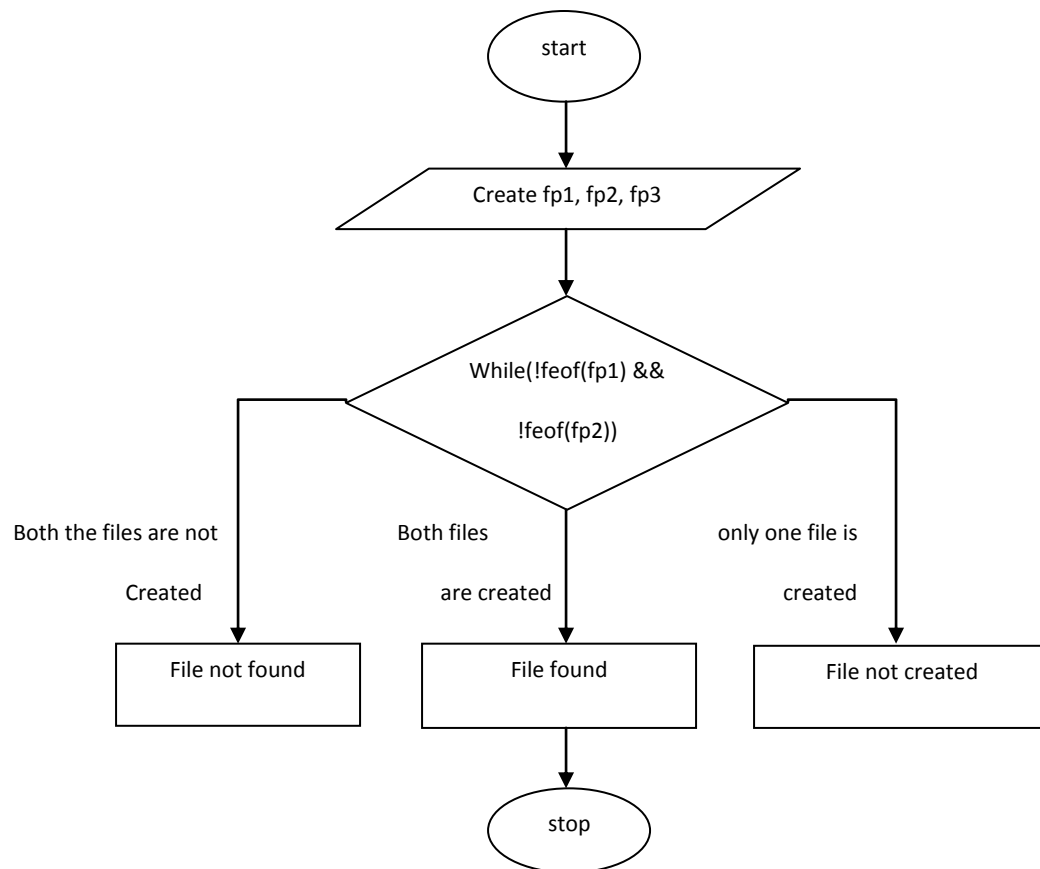 start
Create fp1, fp2, fp3
While(!feof(fp1) &&
!feof(fp2))
Both the files are not
Created
Both files
are created
only one file is
created
File not found
File found
File not created
stop